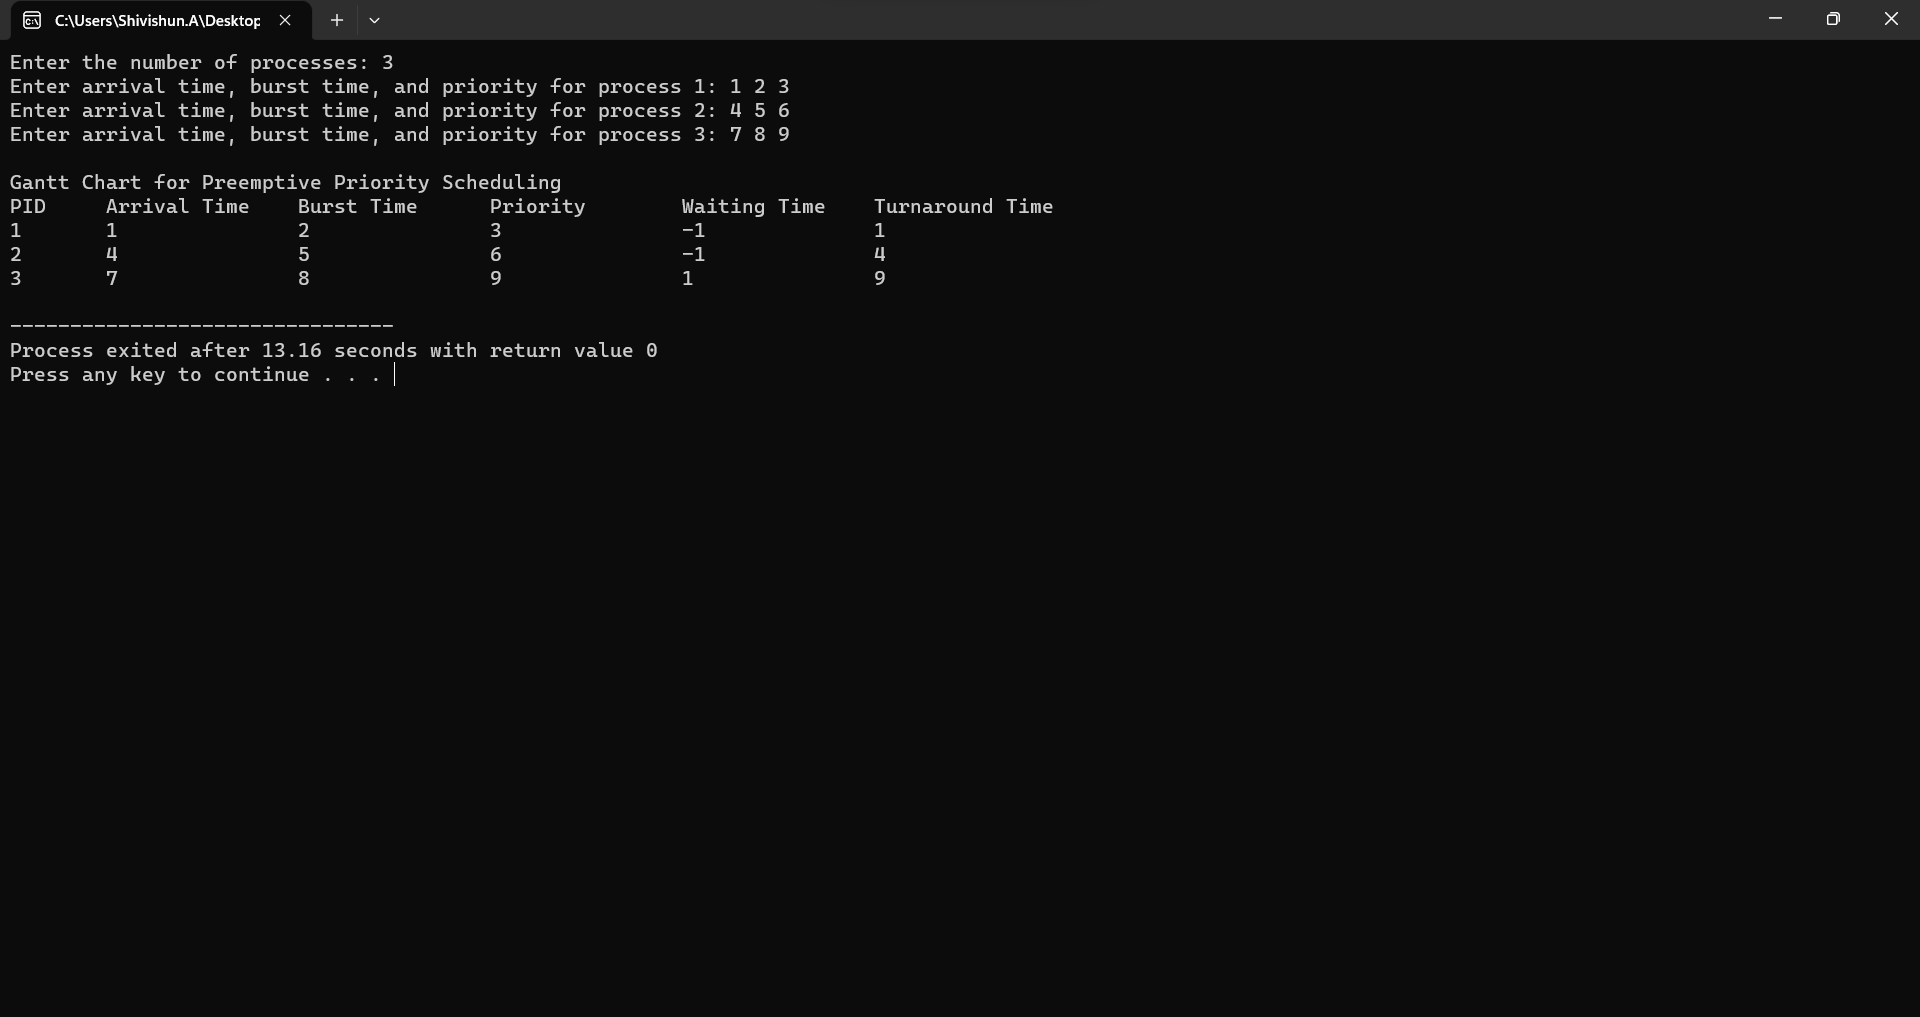 C:\Users\Shivishun.A\Desktop
Enter the number of processes: 3
Enter arrival time, burst time, and priority for process 1: 1 2 3
Enter arrival time, burst time, and priority for process 2: 4 5 6
Enter arrival time, burst time, and priority for process 3: 7 8 9
Gantt Chart for Preemptive Priority Scheduling
PID Arrival Time Burst Time Priority Waiting Time Turnaround Time
1 1 2 3 -1 1
2 4 5 6 -1 4
3 7 8 9 1 9
--------------------------------
Process exited after 13.16 seconds with return value 0
Press any key to continue . . .